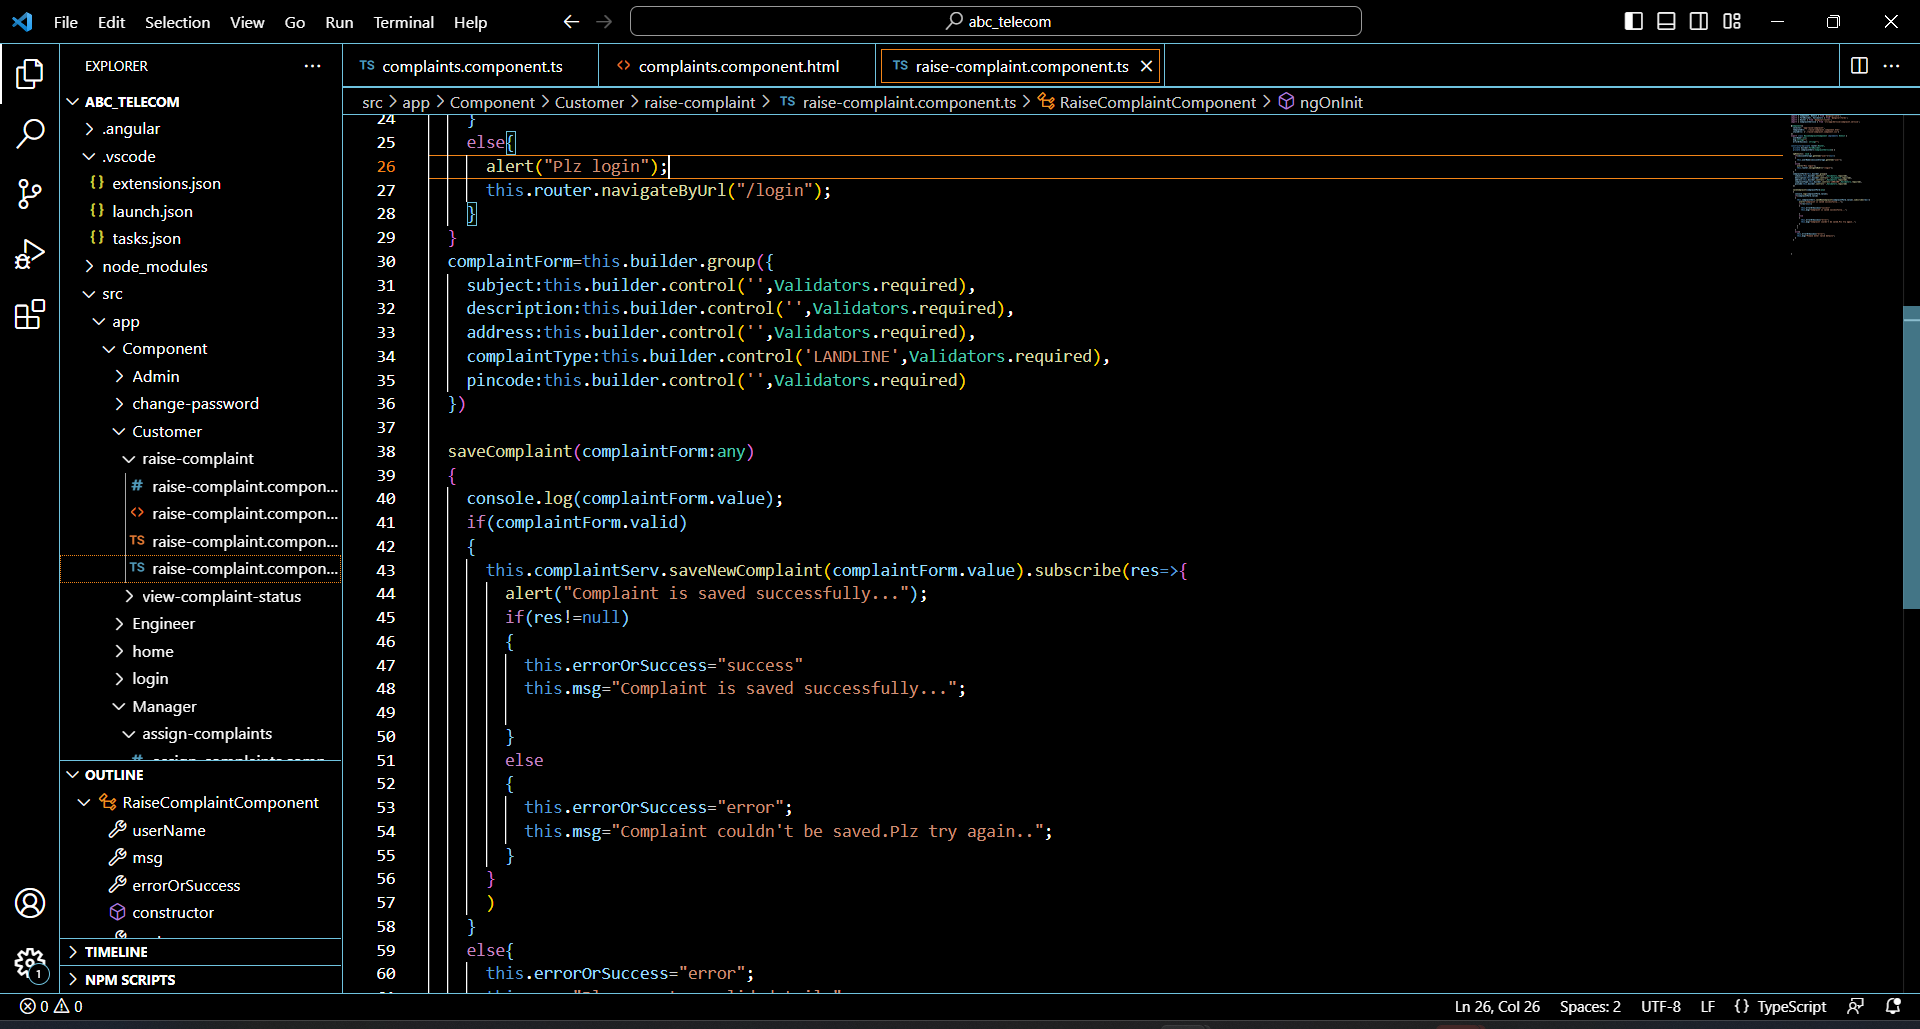 File Edit Selection View Go Run Terminal Help
abc_telecom
EXPLORER
ABC_TELECOM
.angular
.vscode
{} extensions.json
{} launch.json
{} tasks.json
node_modules
src
app
Component
Admin
change-password
Customer
raise-complaint
# raise-complaint.compon...
<> raise-complaint.compon...
TS raise-complaint.compon...
TS raise-complaint.compon...
view-complaint-status
Engineer
home
login
Manager
assign-complaints
OUTLINE
RaiseComplaintComponent
userName
msg
errorOrSuccess
constructor
TIMELINE
NPM SCRIPTS
1
TS complaints.component.ts
<> complaints.component.html
TS raise-complaint.component.ts
src > app > Component > Customer > raise-complaint > TS raise-complaint.component.ts > RaiseComplaintComponent > ngOnInit
24 }
25 else{
26 alert("Plz login");
27 this.router.navigateByUrl("/login");
28 }
29 }
30 complaintForm=this.builder.group({
31 subject:this.builder.control('',Validators.required),
32 description:this.builder.control('',Validators.required),
33 address:this.builder.control('',Validators.required),
34 complaintType:this.builder.control('LANDLINE',Validators.required),
35 pincode:this.builder.control('',Validators.required)
36 })
37
38 saveComplaint(complaintForm:any)
39 {
40 console.log(complaintForm.value);
41 if(complaintForm.valid)
42 {
43 this.complaintServ.saveNewComplaint(complaintForm.value).subscribe(res=>{
44 alert("Complaint is saved successfully...");
45 if(res!=null)
46 {
47 this.errorOrSuccess="success"
48 this.msg="Complaint is saved successfully...";
49
50 }
51 else
52 {
53 this.errorOrSuccess="error";
54 this.msg="Complaint couldn't be saved.Plz try again..";
55 }
56 }
57 )
58 }
59 else{
60 this.errorOrSuccess="error";
0 0
Ln 26, Col 26 Spaces: 2 UTF-8 LF {} TypeScript